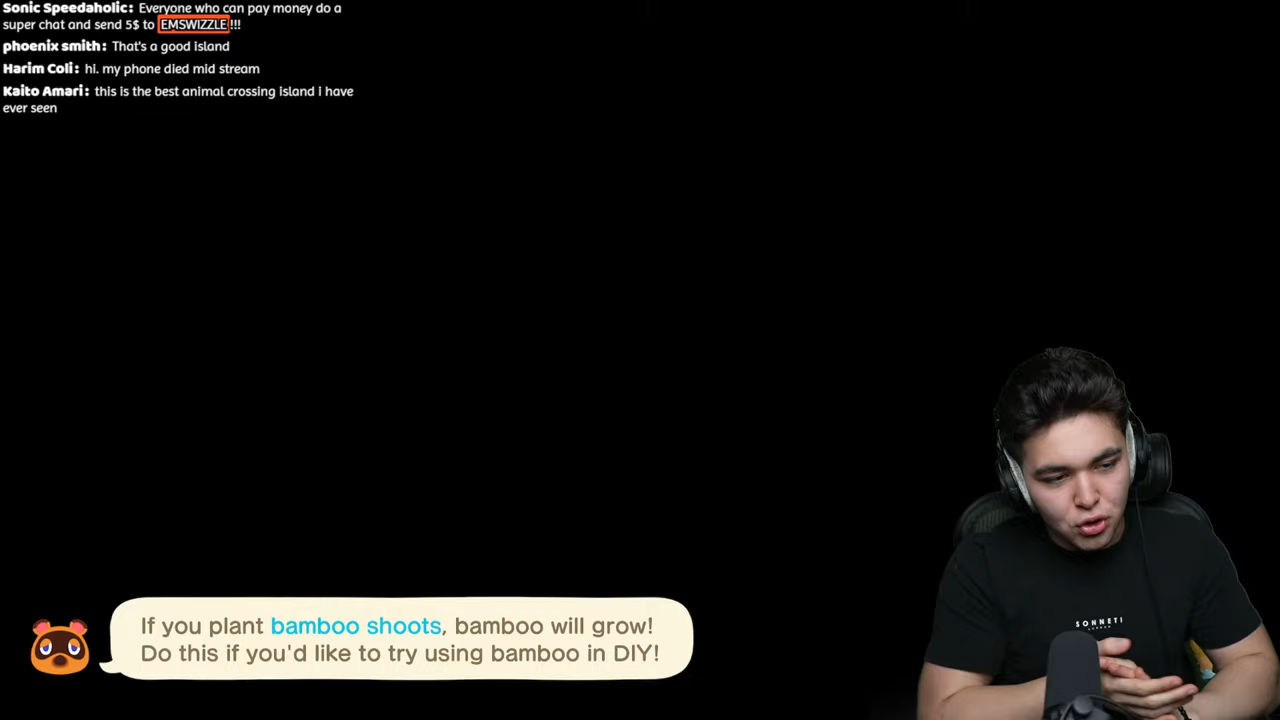 Sonic Speedaholic: Everyone who can pay money do a
super chat and send 5$ to EMSWIZZLE !!!
phoenix smith: That's a good island
Harim Coli: hi. my phone died mid stream
Kaito Amari: this is the best animal crossing island i have
ever seen
SONNETI
LONDON
If you plant bamboo shoots, bamboo will grow!
Do this if you'd like to try using bamboo in DIY!